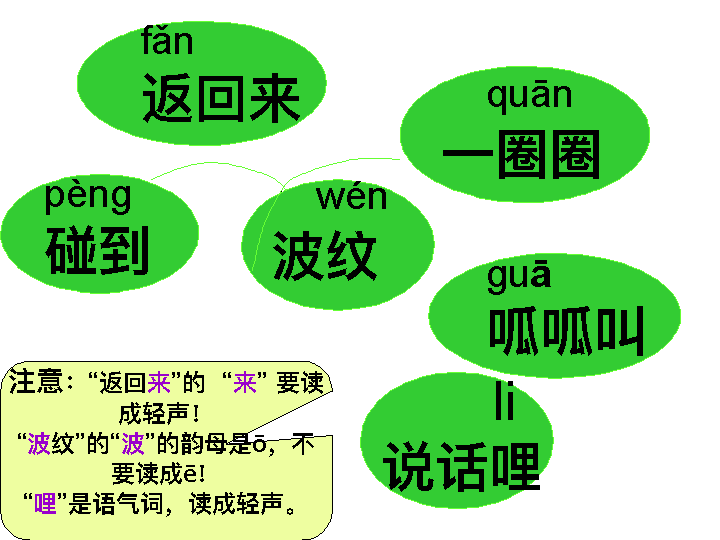 fǎn
返回来
quān
一圈圈
pèng
碰到
wén
波纹
guā
呱呱叫
li
说话哩
注意：“返回来”的 “来” 要读
成轻声！
“波纹”的“波”的韵母是ō，不
要读成ē！
“哩”是语气词，读成轻声。